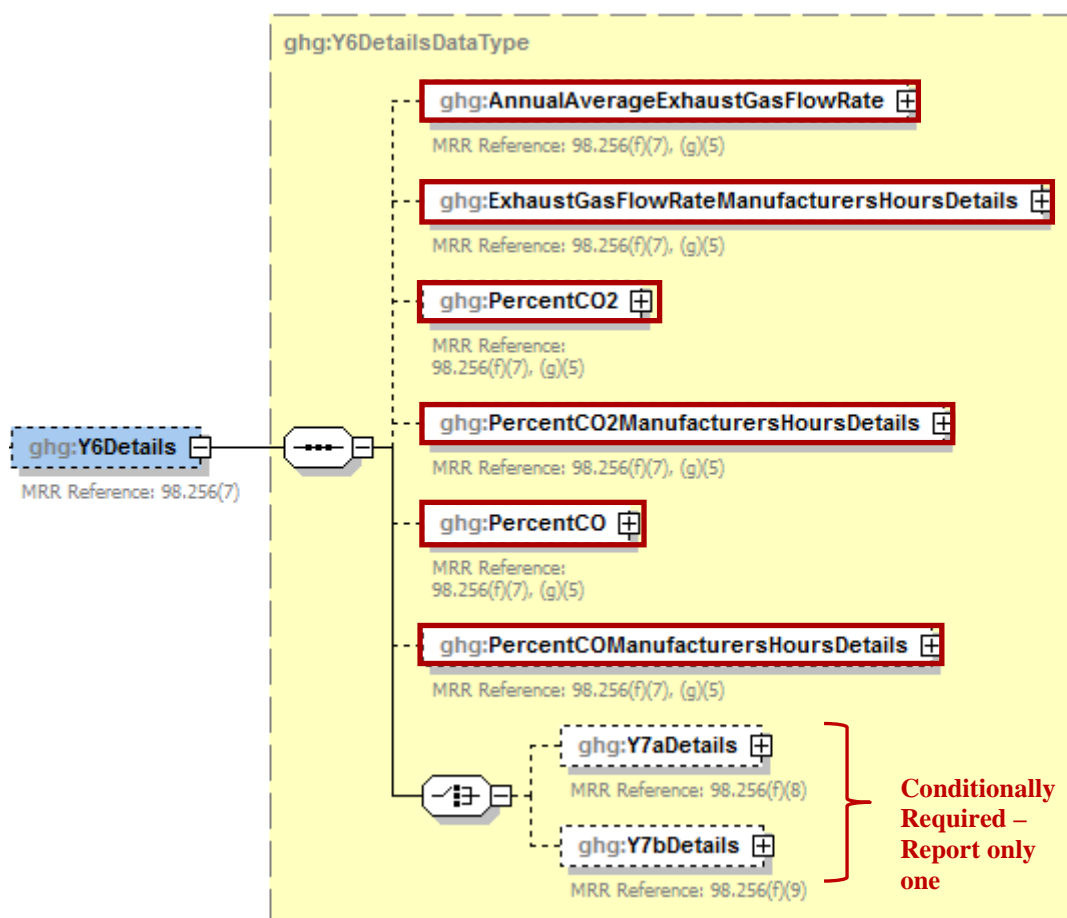 ghg:Y6DetailsDataType
ghg:AnnualAverageExhaustGasFlowRate
MRR Reference: 98.256(f)(7), (g)(5)
ghg:ExhaustGasFlowRateManufacturersHoursDetails
MRR Reference: 98.256(f)(7), (g)(5)
ghg:PercentCO2
MRR Reference:
98.256(f)(7), (g)(5)
ghg:PercentCO2ManufacturersHoursDetails
MRR Reference: 98.256(f)(7), (g)(5)
ghg:Y6Details
MRR Reference: 98.256(7)
ghg:PercentCO
MRR Reference:
98.256(f)(7), (g)(5)
ghg:PercentCOManufacturersHoursDetails
MRR Reference: 98.256(f)(7), (g)(5)
ghg:Y7aDetails
MRR Reference: 98.256(f)(8)
ghg:Y7bDetails
MRR Reference: 98.256(f)(9)
Conditionally
Required –
Report only
one